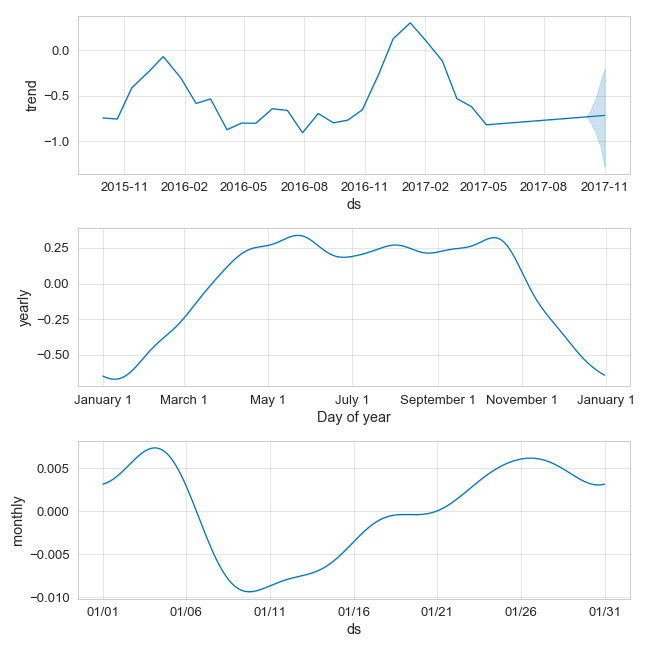 0.0
−0.5
−1.0
trend
2015-11 2016-02 2016-05 2016-08 2016-11 2017-02 2017-05 2017-08 2017-11
ds
0.25
0.00
−0.25
−0.50
yearly
January 1 March 1 May 1 July 1 September 1 November 1 January 1
Day of year
0.005
0.000
−0.005
−0.010
monthly
01/01 01/06 01/11 01/16 01/21 01/26 01/31
ds